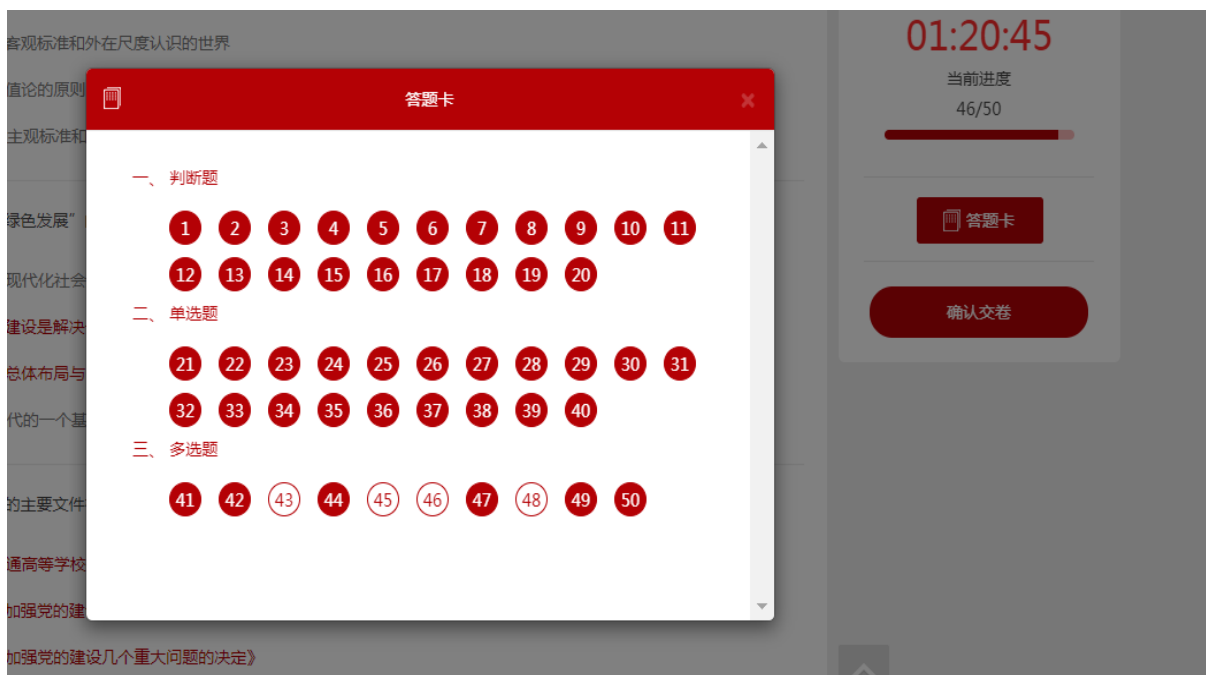 客观标准和外在尺度认识的世界
值论的原则
主观标准和
绿色发展”
现代化社会
建设是解决
总体布局与
代的一个基
的主要文件
通高等学校
加强党的建
加强党的建设几个重大问题的决定》
答题卡
×
一、 判断题
1 2 3 4 5 6 7 8 9 10 11
12 13 14 15 16 17 18 19 20
二、 单选题
21 22 23 24 25 26 27 28 29 30 31
32 33 34 35 36 37 38 39 40
三、 多选题
41 42 43 44 45 46 47 48 49 50
01:20:45
当前进度
46/50
答题卡
确认交卷